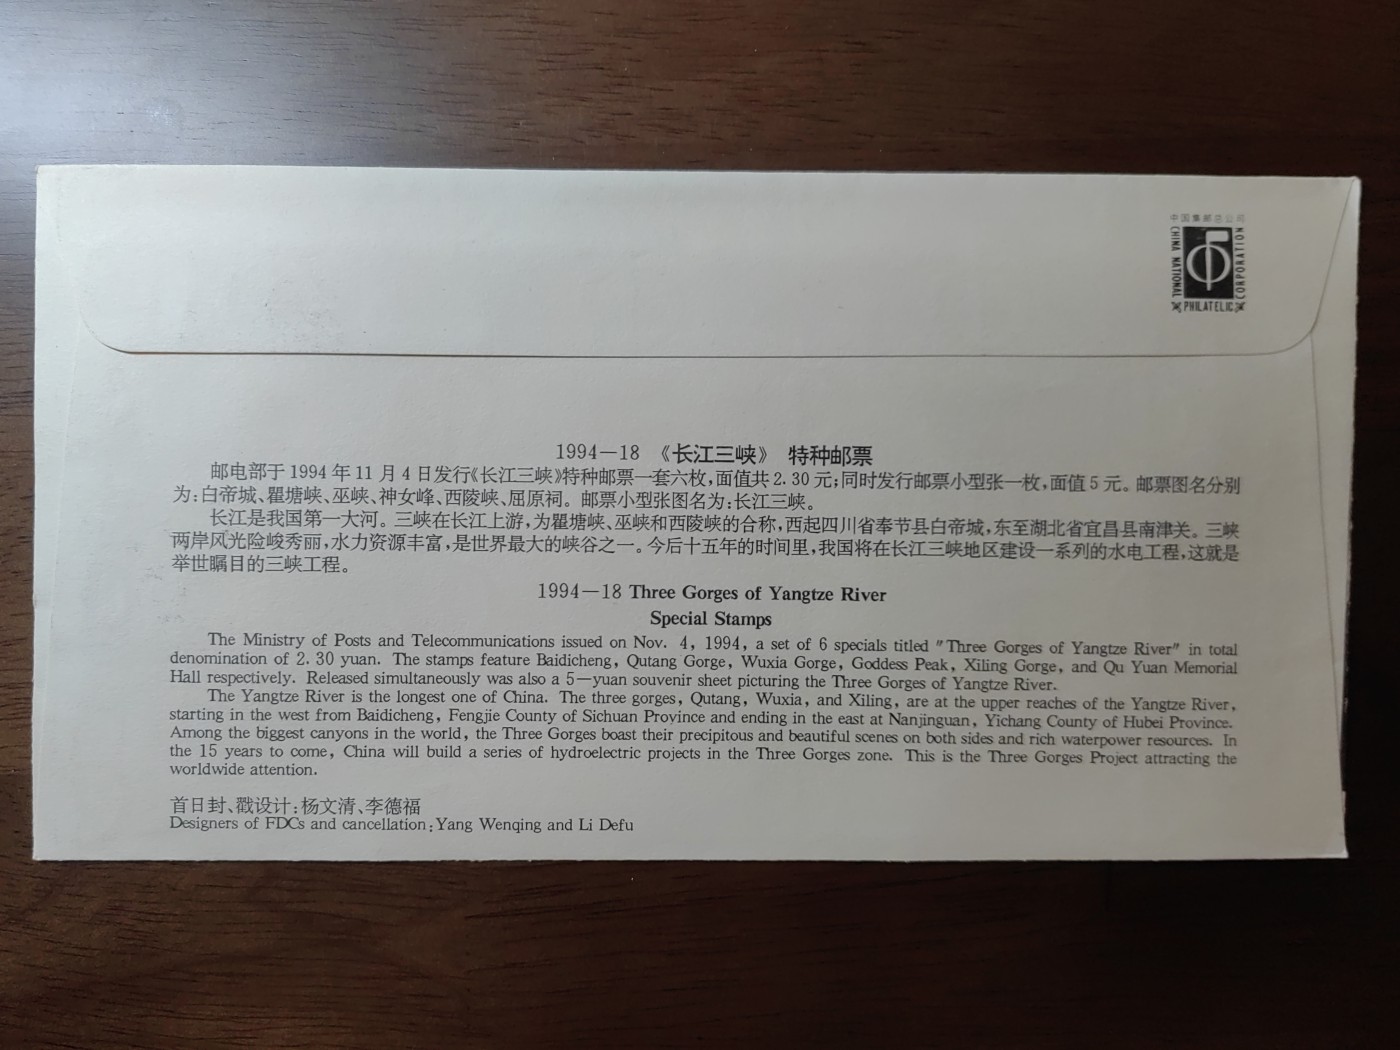 中国集邮总公司
CHINA NATIONAL
PHILATELIC
CORPORATION
1994—18 《长江三峡》 特种邮票
邮电部于1994年11月4日发行《长江三峡》特种邮票一套六枚,面值共2.30元;同时发行邮票小型张一枚,面值5元。邮票图名分别
为:白帝城、瞿塘峡、巫峡、神女峰、西陵峡、屈原祠。邮票小型张图名为:长江三峡。
长江是我国第一大河。三峡在长江上游,为瞿塘峡、巫峡和西陵峡的合称,西起四川省奉节县白帝城,东至湖北省宜昌县南津关。三峡
两岸风光险峻秀丽,水力资源丰富,是世界最大的峡谷之一。今后十五年的时间里,我国将在长江三峡地区建设一系列的水电工程,这就是
举世瞩目的三峡工程。
1994—18 Three Gorges of Yangtze River
Special Stamps
The Ministry of Posts and Telecommunications issued on Nov. 4, 1994, a set of 6 specials titled "Three Gorges of Yangtze River" in total
denomination of 2.30 yuan. The stamps feature Baidicheng, Qutang Gorge, Wuxia Gorge, Goddess Peak, Xiling Gorge, and Qu Yuan Memorial
Hall respectively. Released simultaneously was also a 5—yuan souvenir sheet picturing the Three Gorges of Yangtze River.
The Yangtze River is the longest one of China. The three gorges, Qutang, Wuxia, and Xiling, are at the upper reaches of the Yangtze River,
starting in the west from Baidicheng, Fengjie County of Sichuan Province and ending in the east at Nanjinguan, Yichang County of Hubei Province.
Among the biggest canyons in the world, the Three Gorges boast their precipitous and beautiful scenes on both sides and rich waterpower resources. In
the 15 years to come, China will build a series of hydroelectric projects in the Three Gorges zone. This is the Three Gorges Project attracting the
worldwide attention.
首日封、戳设计:杨文清、李德福
Designers of FDCs and cancellation: Yang Wenqing and Li Defu